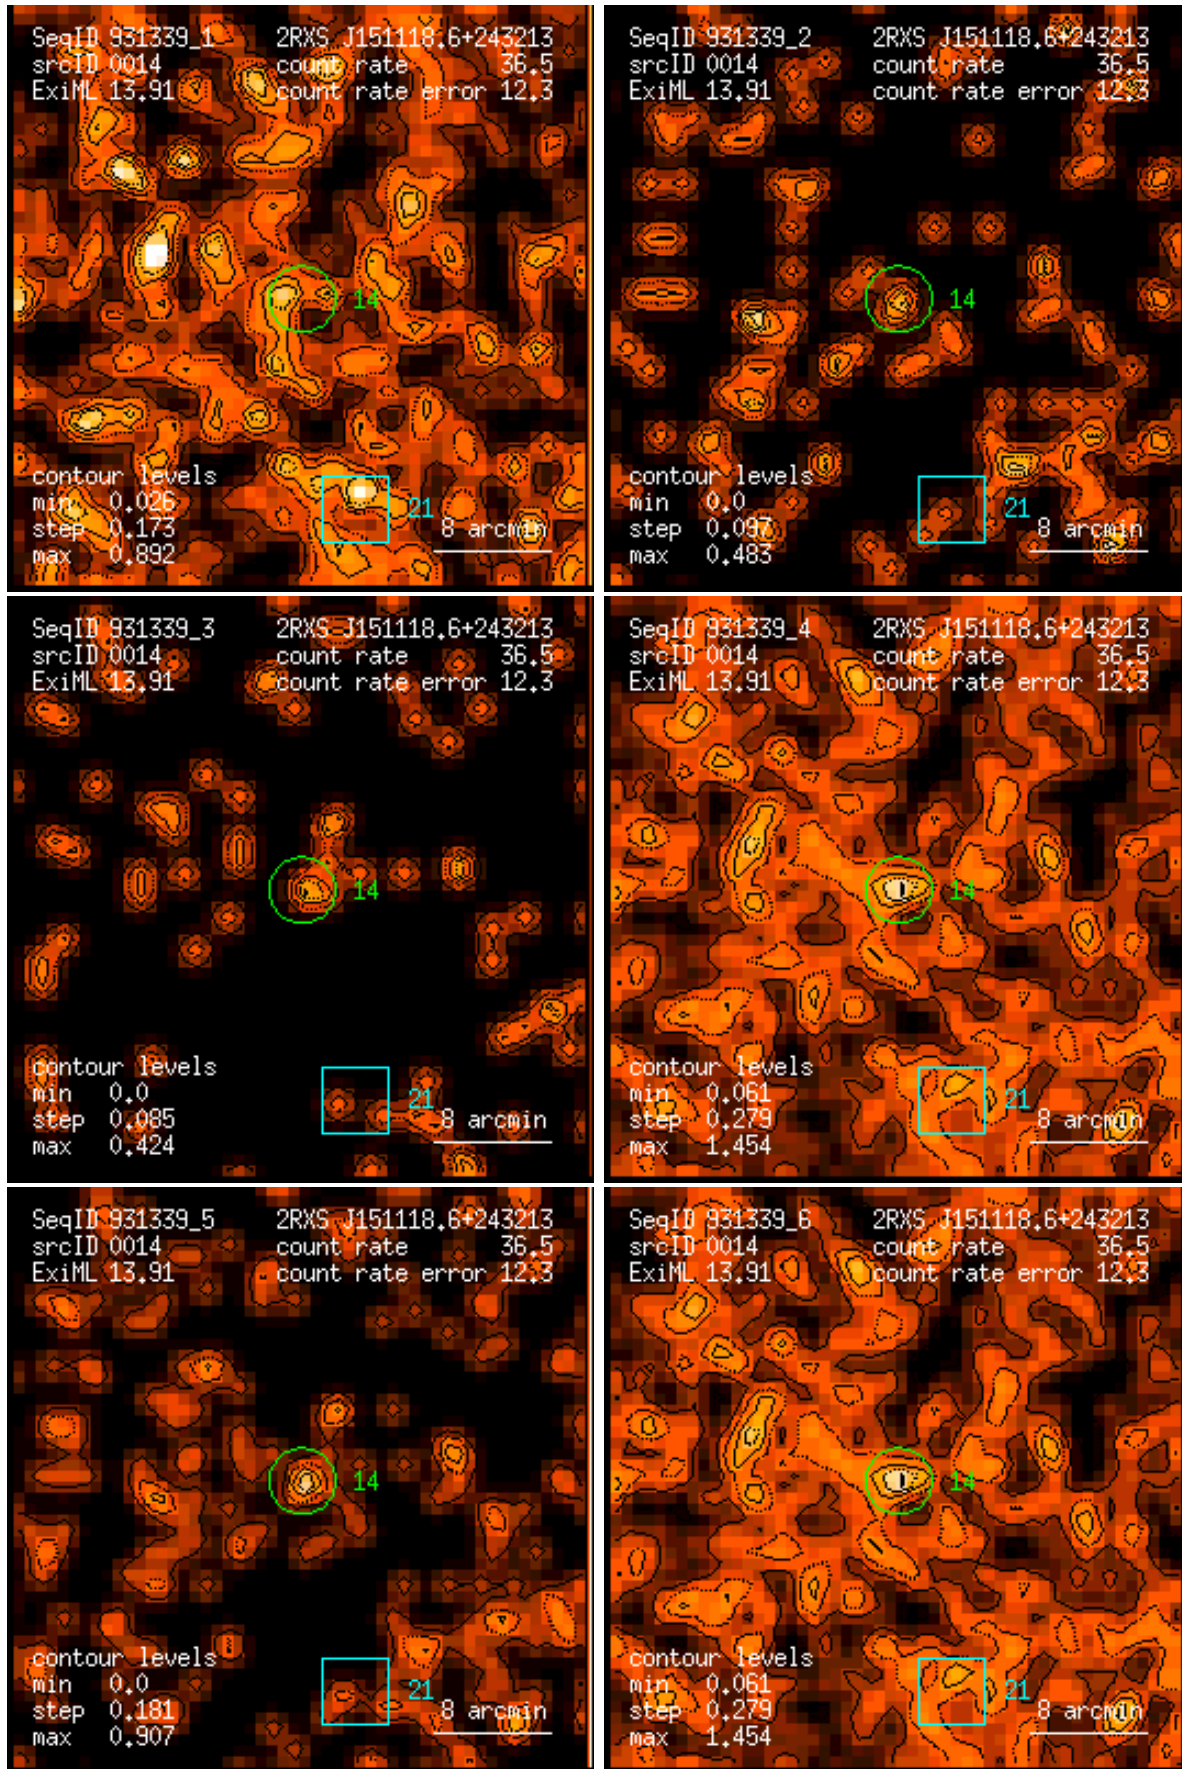 SeqID 931339_1 2RXS J151118.6+243213
srcID 0014 count rate 36.5
ExiML 13.91 count rate error 12.3
14
contour levels
min 0.026 21
step 0.173 8 arcmin
max 0.892
SeqID 931339_2 2RXS J151118.6+243213
srcID 0014 count rate 36.5
ExiML 13.91 count rate error 12.3
14
contour levels
min 0.0 21
step 0.097 8 arcmin
max 0.483
SeqID 931339_3 2RXS J151118.6+243213
srcID 0014 count rate 36.5
ExiML 13.91 count rate error 12.3
14
contour levels
min 0.0 21
step 0.085 8 arcmin
max 0.424
SeqID 931339_4 2RXS J151118.6+243213
srcID 0014 count rate 36.5
ExiML 13.91 count rate error 12.3
14
contour levels
min 0.061 21
step 0.279 8 arcmin
max 1.454
SeqID 931339_5 2RXS J151118.6+243213
srcID 0014 count rate 36.5
ExiML 13.91 count rate error 12.3
14
contour levels
min 0.0 21
step 0.181 8 arcmin
max 0.907
SeqID 931339_6 2RXS J151118.6+243213
srcID 0014 count rate 36.5
ExiML 13.91 count rate error 12.3
14
contour levels
min 0.061 21
step 0.279 8 arcmin
max 1.454